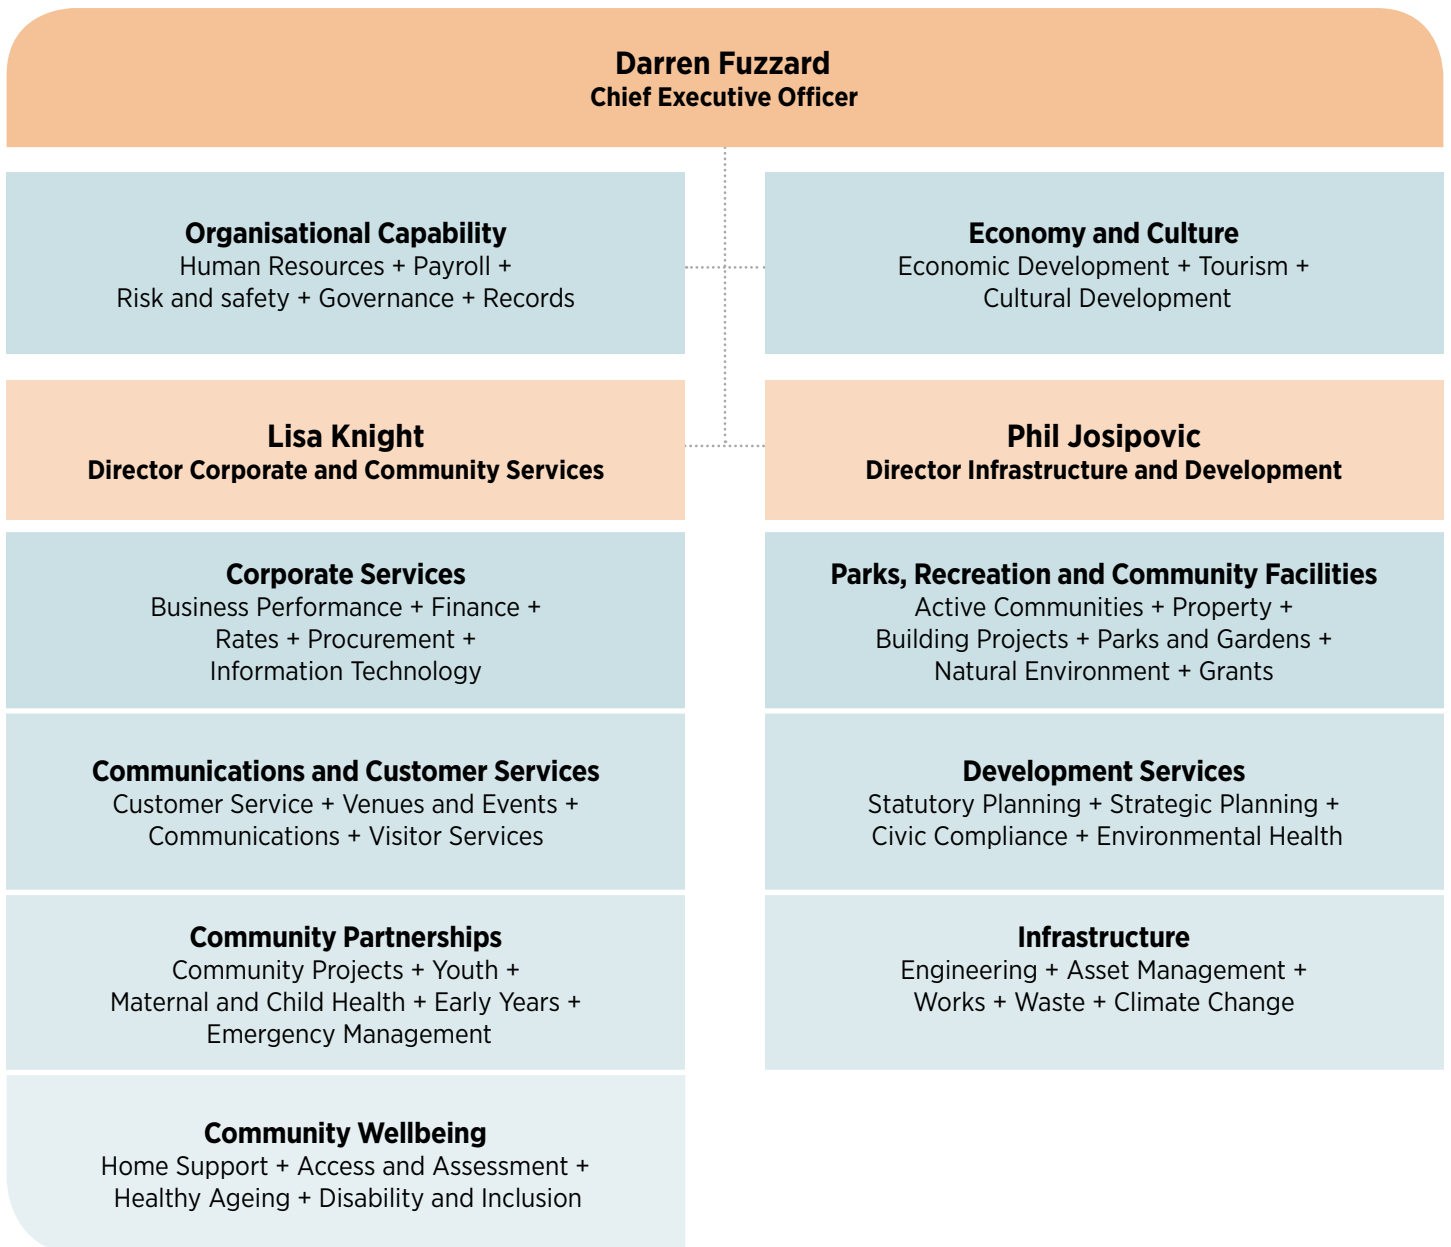 Darren Fuzzard
Chief Executive Officer
Organisational Capability
Human Resources + Payroll +
Risk and safety + Governance + Records
Economy and Culture
Economic Development + Tourism +
Cultural Development
Lisa Knight
Director Corporate and Community Services
Phil Josipovic
Director Infrastructure and Development
Corporate Services
Business Performance + Finance +
Rates + Procurement +
Information Technology
Parks, Recreation and Community Facilities
Active Communities + Property +
Building Projects + Parks and Gardens +
Natural Environment + Grants
Communications and Customer Services
Customer Service + Venues and Events +
Communications + Visitor Services
Development Services
Statutory Planning + Strategic Planning +
Civic Compliance + Environmental Health
Community Partnerships
Community Projects + Youth +
Maternal and Child Health + Early Years +
Emergency Management
Infrastructure
Engineering + Asset Management +
Works + Waste + Climate Change
Community Wellbeing
Home Support + Access and Assessment +
Healthy Ageing + Disability and Inclusion